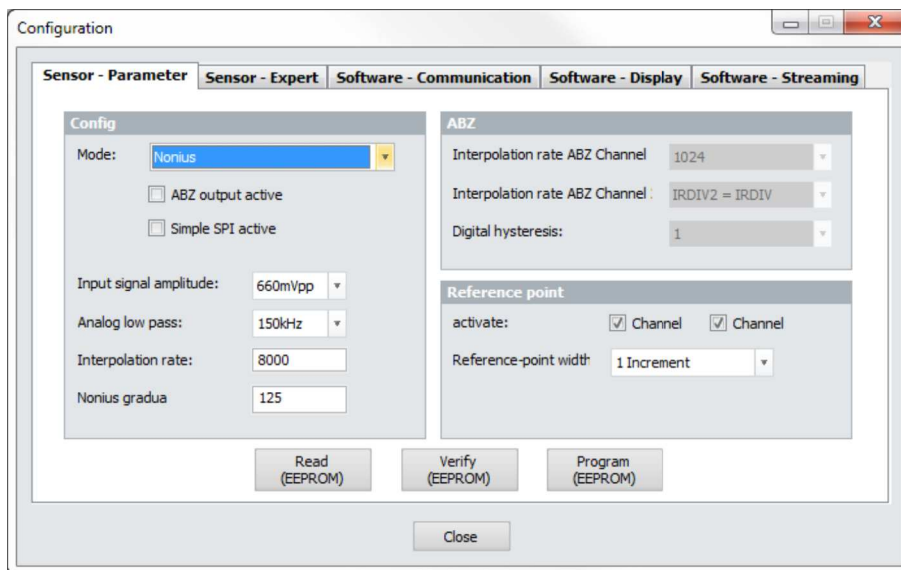 Configuration
Sensor - Parameter
Sensor - Expert
Software - Communication
Software - Display
Software - Streaming
Config
Mode:
Nonius
ABZ output active
Simple SPI active
Input signal amplitude:
660mVpp
Analog low pass:
150kHz
Interpolation rate:
8000
Nonius gradua
125
ABZ
Interpolation rate ABZ Channel
1024
Interpolation rate ABZ Channel
IRDIV2 = IRDIV
Digital hysteresis:
1
Reference point
activate:
Channel
Channel
Reference-point width
1 Increment
Read
(EEPROM)
Verify
(EEPROM)
Program
(EEPROM)
Close